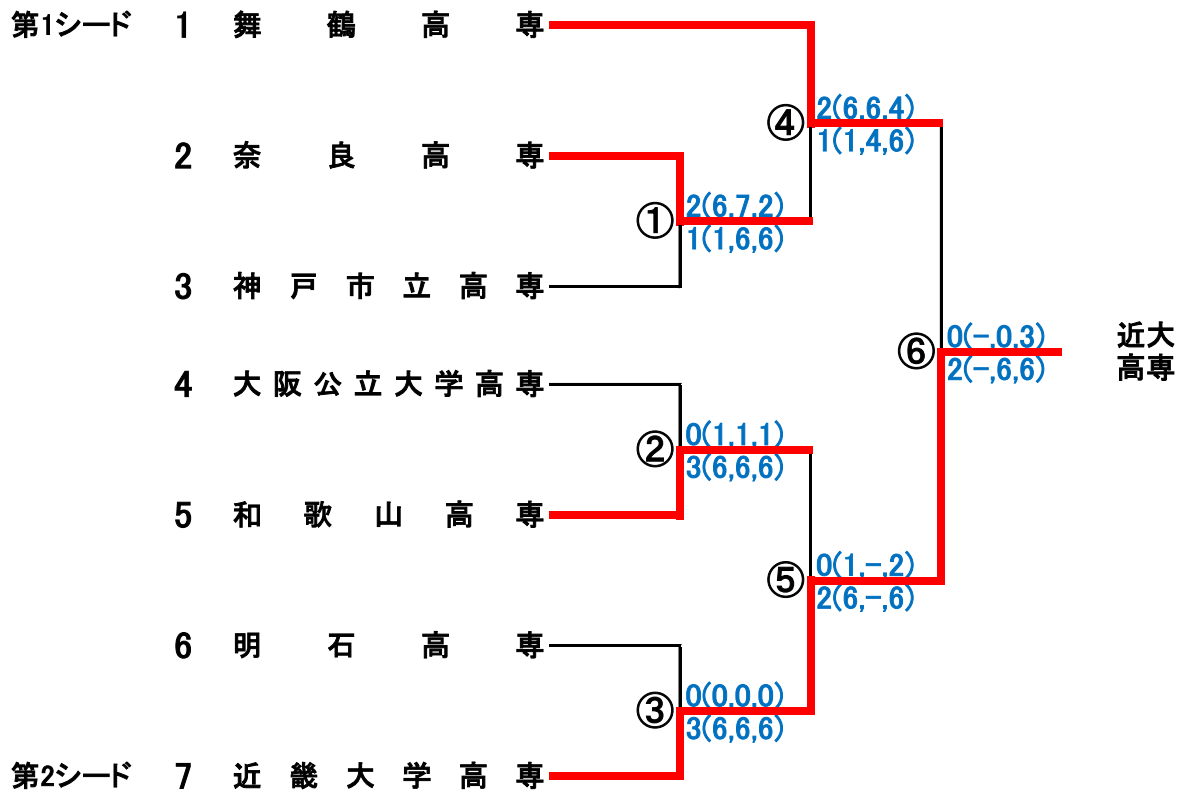 第1シード 1 舞鶴高専
④ 2(6,6,4)
1(1,4,6)
2 奈良高専
① 2(6,7,2)
1(1,6,6)
3 神戸市立高専
⑥ 0(-,0,3)
2(-,6,6)
近大
高専
4 大阪公立大学高専
② 0(1,1,1)
3(6,6,6)
5 和歌山高専
⑤ 0(1,-,2)
2(6,-,6)
6 明石高専
③ 0(0,0,0)
3(6,6,6)
第2シード 7 近畿大学高専